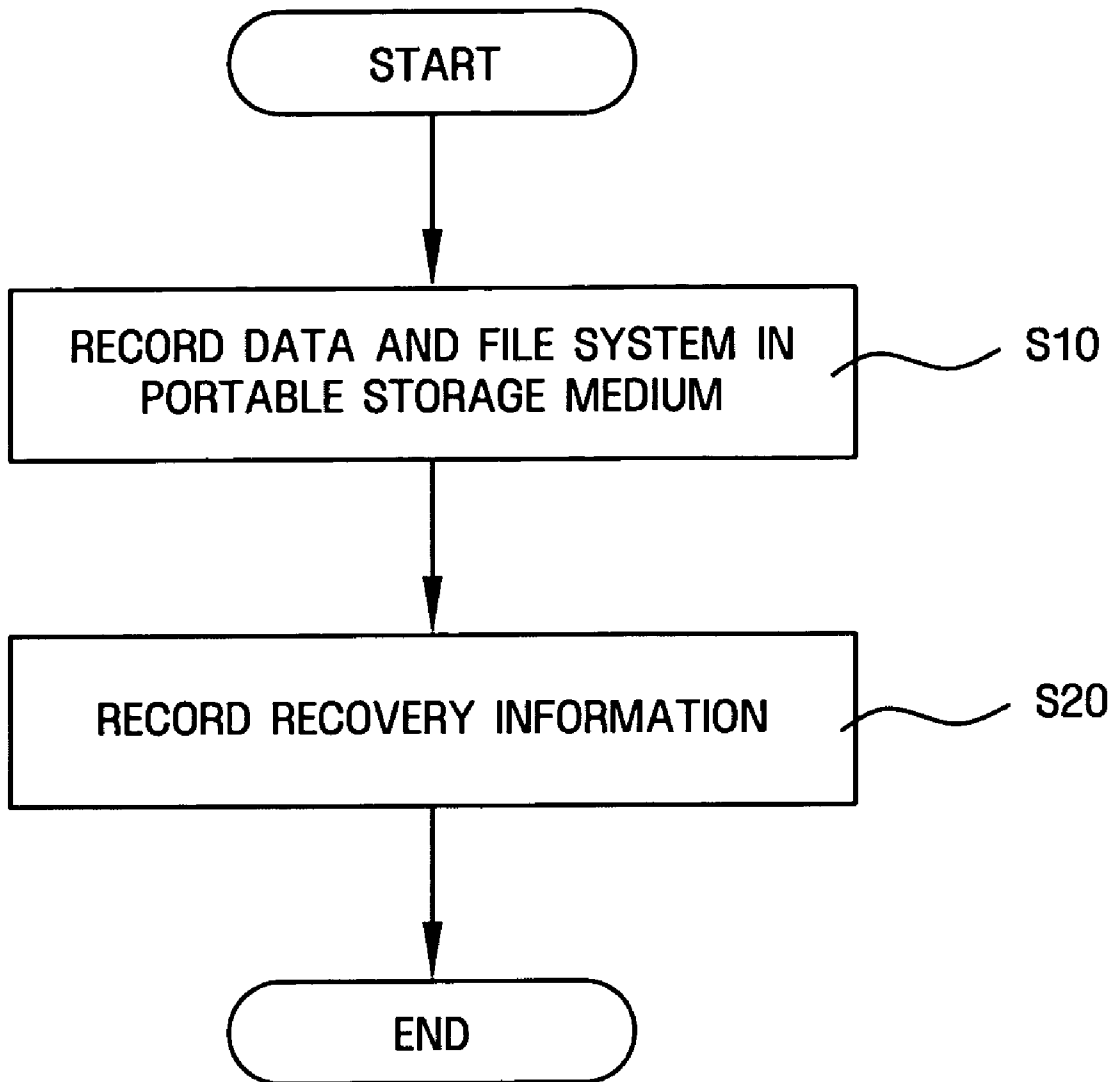 START
RECORD DATA AND FILE SYSTEM IN
PORTABLE STORAGE MEDIUM
S10
RECORD RECOVERY INFORMATION
S20
END